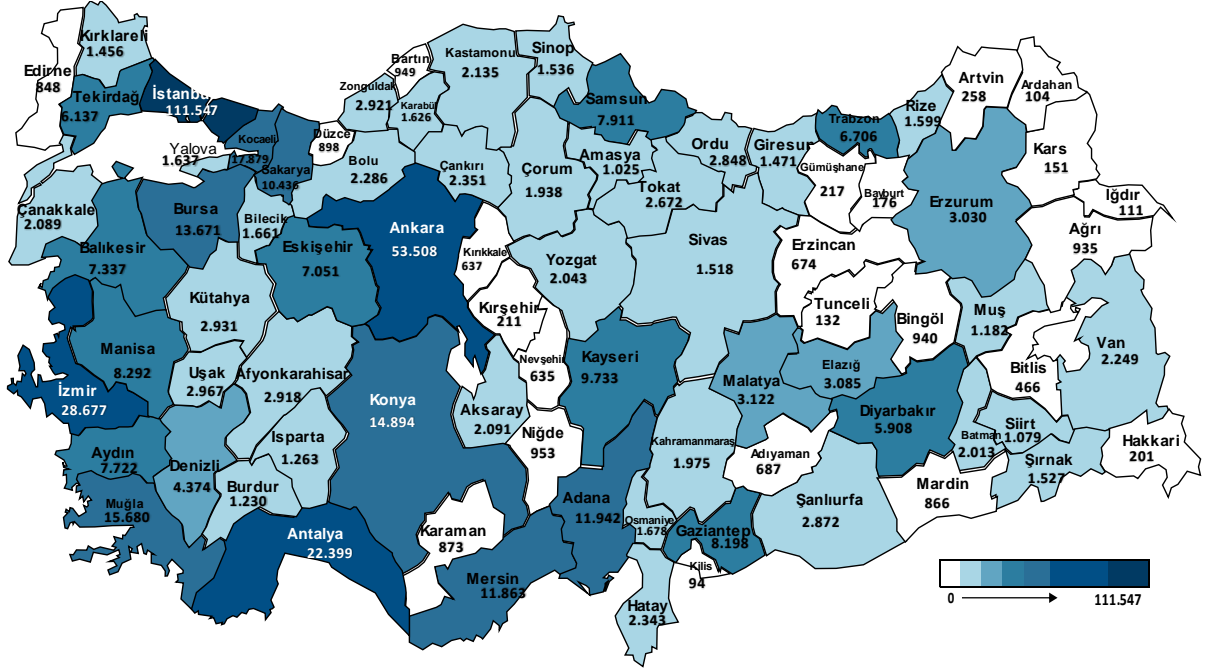 Kırklareli
1.456
Edirne
848
Tekirdağ
6.137
İstanbul
111.547
Yalova
1.637
Kocaeli
17.879
Sakarya
10.436
Düzce
898
Zonguldak
2.921
Bartın
949
Karabük
1.626
Kastamonu
2.135
Sinop
1.536
Samsun
7.911
Bolu
2.286
Çankırı
2.351
Çorum
1.938
Amasya
1.025
Tokat
2.672
Ordu
2.848
Giresun
1.471
Trabzon
6.706
Rize
1.599
Artvin
258
Ardahan
104
Kars
151
Iğdır
111
Ağrı
935
Gümüşhane
217
Bayburt
176
Erzurum
3.030
Erzincan
674
Çanakkale
2.089
Balıkesir
7.337
Bursa
13.671
Bilecik
1.661
Eskişehir
7.051
Ankara
53.508
Kırıkkale
637
Yozgat
2.043
Sivas
1.518
Tunceli
132
Bingöl
940
Muş
1.182
Bitlis
466
Van
2.249
Kütahya
2.931
Manisa
8.292
Uşak
2.967
Afyonkarahisar
2.918
İzmir
28.677
Kırşehir
211
Nevşehir
635
Kayseri
9.733
Malatya
3.122
Elazığ
3.085
Diyarbakır
5.908
Batman
2.013
Siirt
1.079
Şırnak
1.527
Hakkari
201
Aydın
7.722
Denizli
4.374
Isparta
1.263
Burdur
1.230
Konya
14.894
Aksaray
2.091
Niğde
953
Kahramanmaraş
1.975
Adıyaman
687
Şanlıurfa
2.872
Mardin
866
Muğla
15.680
Antalya
22.399
Karaman
873
Mersin
11.863
Adana
11.942
Osmaniye
1.678
Gaziantep
8.198
Kilis
94
Hatay
2.343
0
111.547